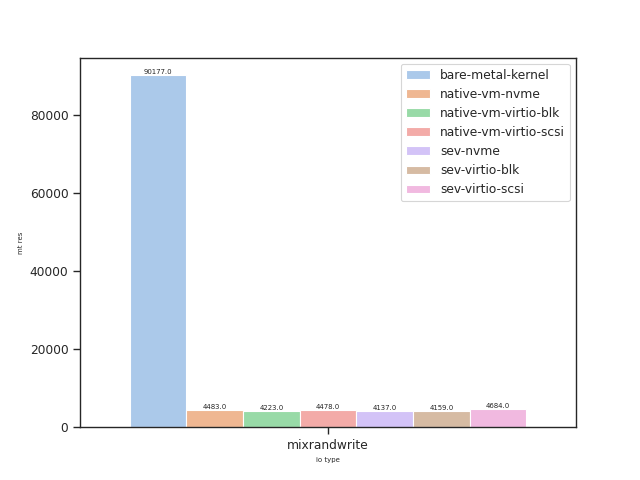 90177.0
bare-metal-kernel
native-vm-nvme
native-vm-virtio-blk
native-vm-virtio-scsi
sev-nvme
sev-virtio-blk
sev-virtio-scsi
80000
60000
40000
20000
0
mt res
4483.0 4223.0 4478.0 4137.0 4159.0 4684.0
mixrandwrite
io type